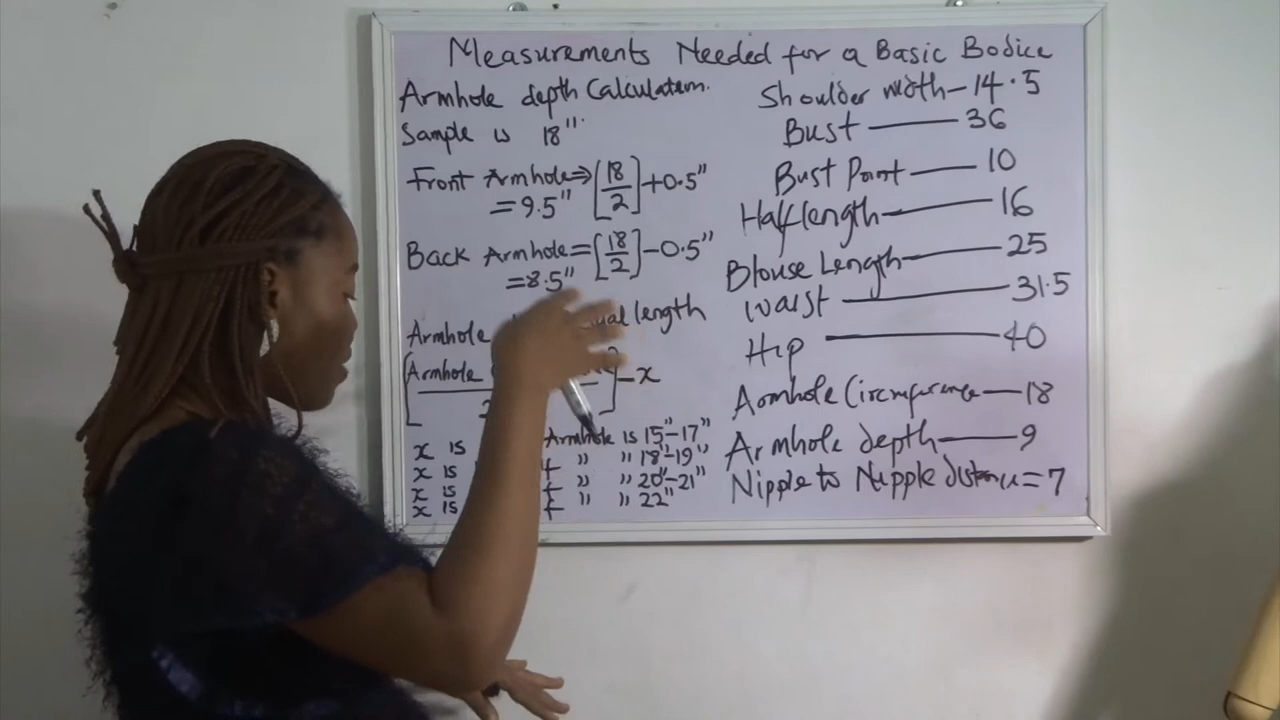 Measurements Needed for a Basic Bodice
Armhole depth Calculation.
Sample is 18"
Front Armhole⇒[18/2]+0.5"
=9.5"
Back Armhole=[18/2]-0.5"
=8.5"
Armhole length
[Armhole ]-x
x is Armhole is 15"-17"
x is " " 18"-19"
x is " " 20"-21"
x is " " 22"
Shoulder width-14.5
Bust — 36
Bust Point — 10
Half length — 16
Blouse Length — 25
Waist — 31.5
Hip — 40
Armhole — 18
Armhole depth — 9
Nipple to Nipple distance = 7